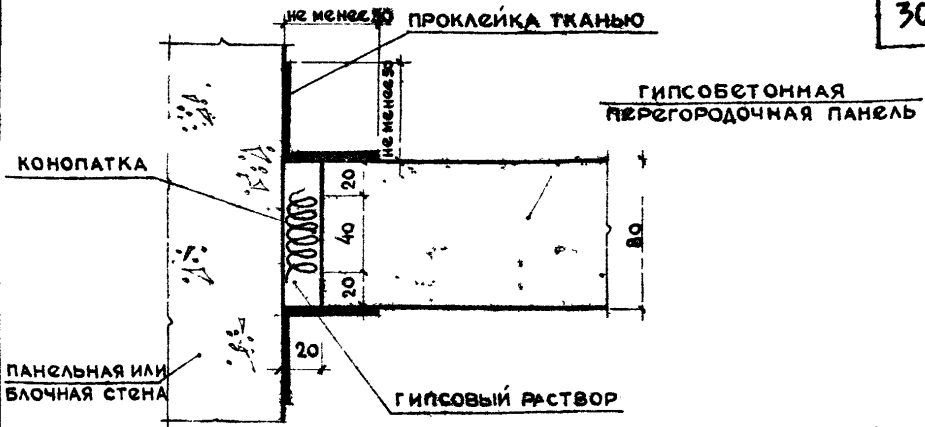 не менее 50
ПРОКЛЕЙКА ТКАНЬЮ
30
не менее 50
ГИПСОБЕТОННАЯ
ПЕРЕГОРОДОЧНАЯ ПАНЕЛЬ
КОНОПАТКА
20
40
20
80
20
ПАНЕЛЬНАЯ ИЛИ
БЛОЧНАЯ СТЕНА
ГИПСОВЫЙ РАСТВОР